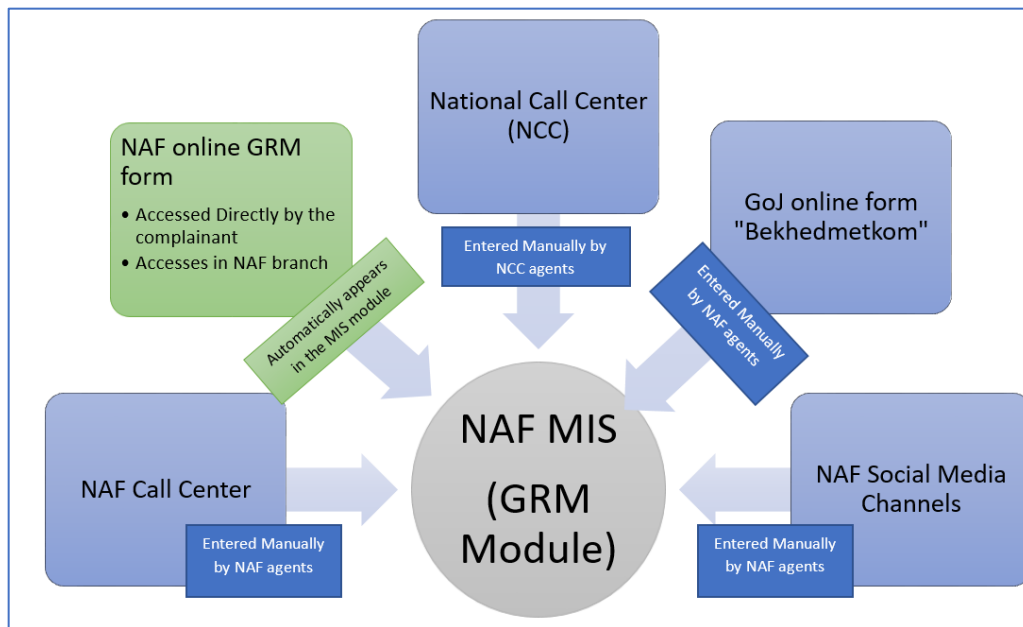 National Call Center
(NCC)
Entered Manually by
NCC agents
NAF online GRM
form
• Accessed Directly by the
complainant
• Accesses in NAF branch
Automatically appears
in the MIS module
GoJ online form
"Bekhedmetkom"
Entered Manually
by NAF agents
NAF Call Center
Entered Manually
by NAF agents
NAF MIS
(GRM
Module)
NAF Social Media
Channels
Entered Manually
by NAF agents